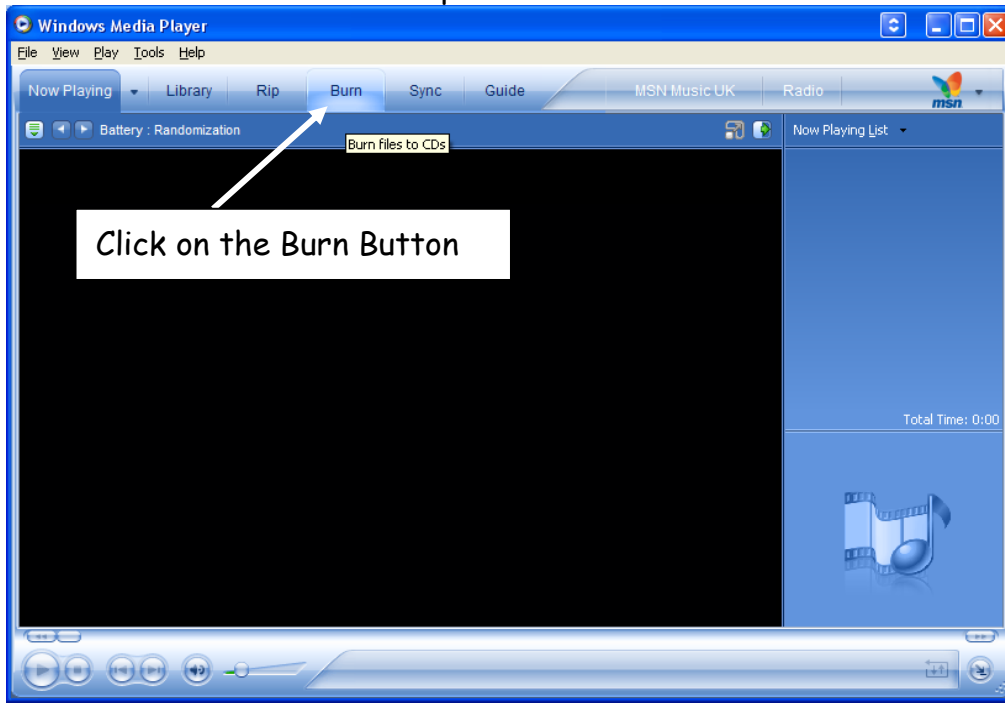 Windows Media Player
File View Play Tools Help
Now Playing Library Rip Burn Sync Guide MSN Music UK Radio msn
Battery : Randomization Now Playing List
Burn files to CDs
Click on the Burn Button
Total Time: 0:00